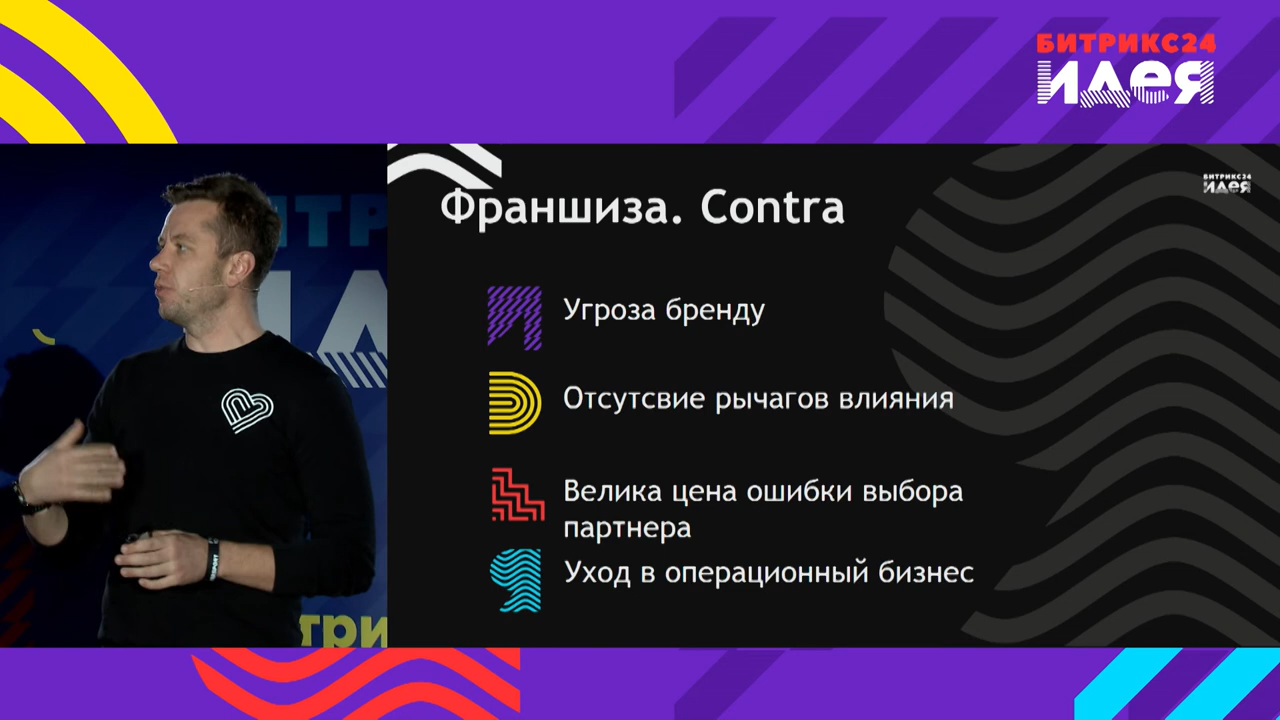 БИТРИКС24
ИДЕЯ
БИТРИКС24
ИДЕЯ
Франшиза. Contra
Угроза бренду
Отсутсвие рычагов влияния
Велика цена ошибки выбора
партнера
Уход в операционный бизнес